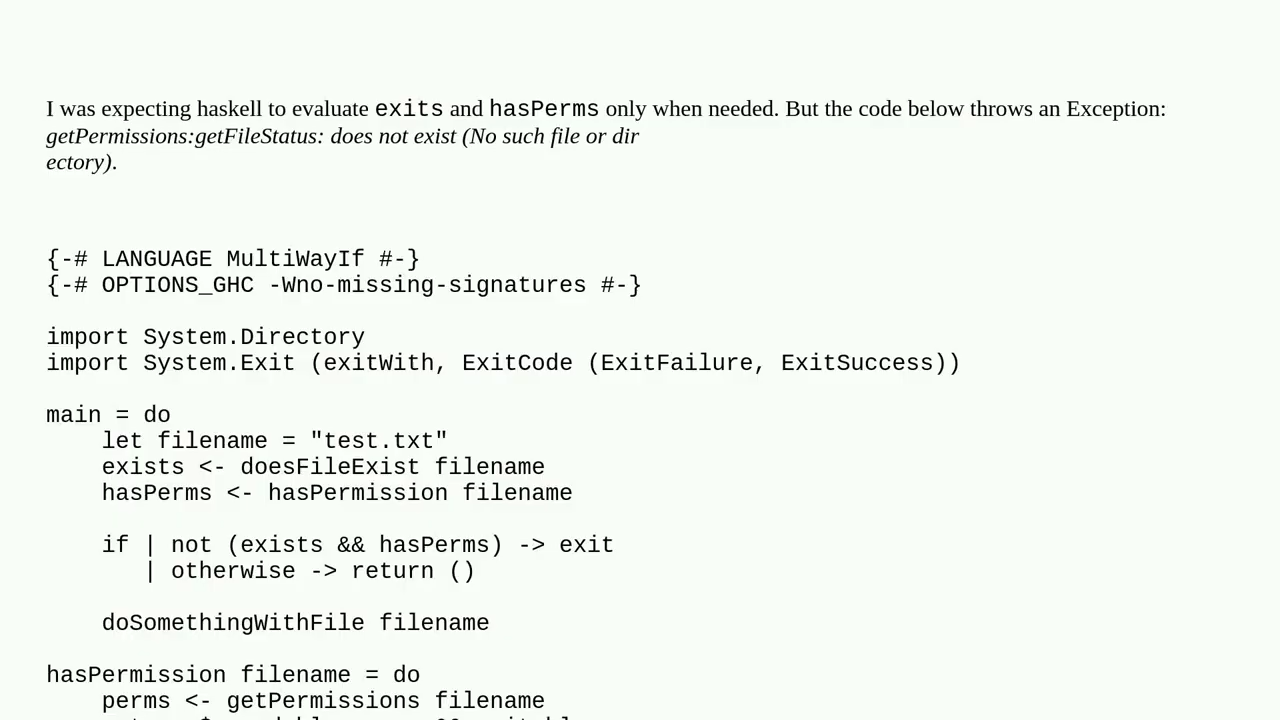 I was expecting haskell to evaluate exits and hasPerms only when needed. But the code below throws an Exception:
getPermissions:getFileStatus: does not exist (No such file or dir
ectory).
{-# LANGUAGE MultiWayIf #-}
{-# OPTIONS_GHC -Wno-missing-signatures #-}
import System.Directory
import System.Exit (exitWith, ExitCode (ExitFailure, ExitSuccess))
main = do
    let filename = "test.txt"
    exists <- doesFileExist filename
    hasPerms <- hasPermission filename
    if | not (exists && hasPerms) -> exit
       | otherwise -> return ()
    doSomethingWithFile filename
hasPermission filename = do
    perms <- getPermissions filename